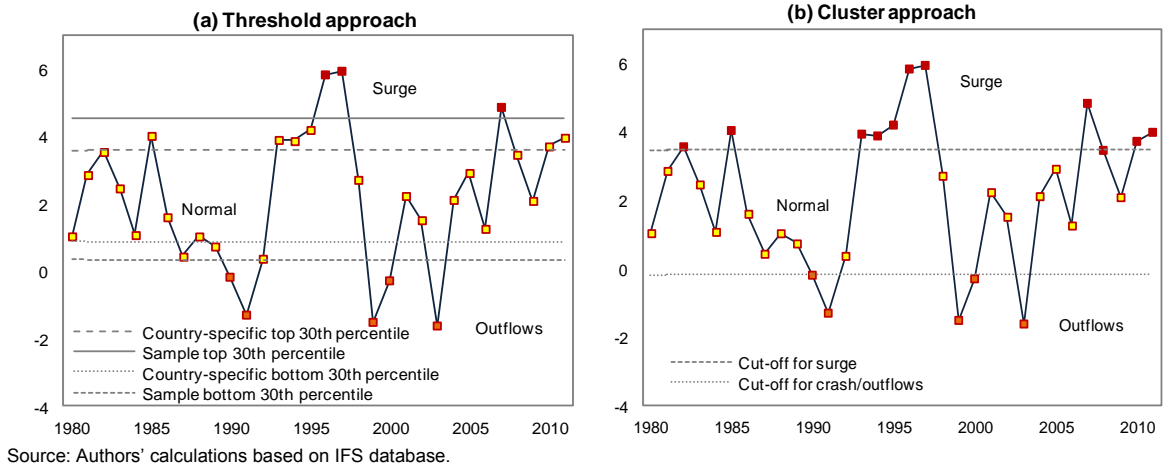 (a) Threshold approach
6
4
2
0
-2
-4
Surge
Normal
Outflows
Country-specific top 30th percentile
Sample top 30th percentile
Country-specific bottom 30th percentile
Sample bottom 30th percentile
1980 1985 1990 1995 2000 2005 2010
(b) Cluster approach
6
4
2
0
-2
-4
Surge
Normal
Outflows
Cut-off for surge
Cut-off for crash/outflows
1980 1985 1990 1995 2000 2005 2010
Source: Authors' calculations based on IFS database.